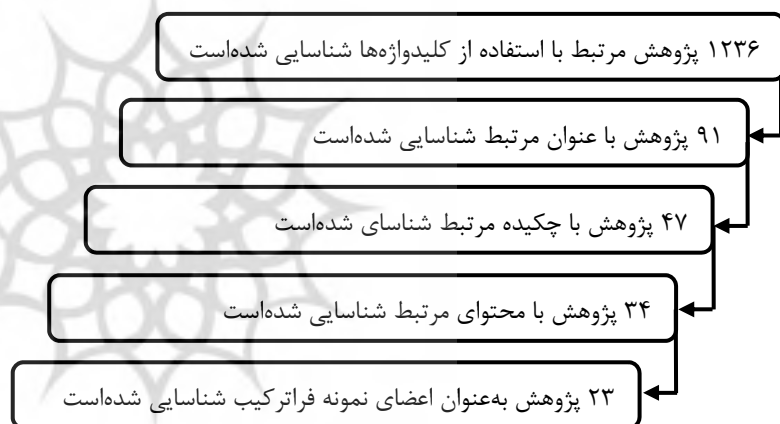 ۱۲۳۶ پژوهش مرتبط با استفاده از کلیدواژه‌ها شناسایی شده‌است
۹۱ پژوهش با عنوان مرتبط شناسایی شده‌است
۴۷ پژوهش با چکیده مرتبط شناسای شده‌است
۳۴ پژوهش با محتوای مرتبط شناسایی شده‌است
۲۳ پژوهش به‌عنوان اعضای نمونه فراترکیب شناسایی شده‌است